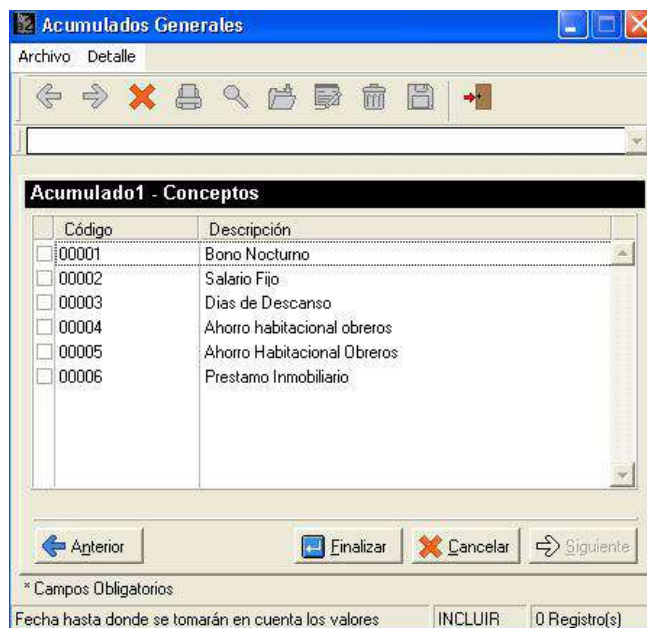 Acumulados Generales
Archivo Detalle
Acumulado1 - Conceptos
Código Descripción
00001 Bono Nocturno
00002 Salario Fijo
00003 Dias de Descanso
00004 Ahorro habitacional obreros
00005 Ahorro Habitacional Obreros
00006 Prestamo Inmobiliario
Anterior Finalizar Cancelar Siguiente
* Campos Obligatorios
Fecha hasta donde se tomarán en cuenta los valores INCLUIR 0 Registro(s)